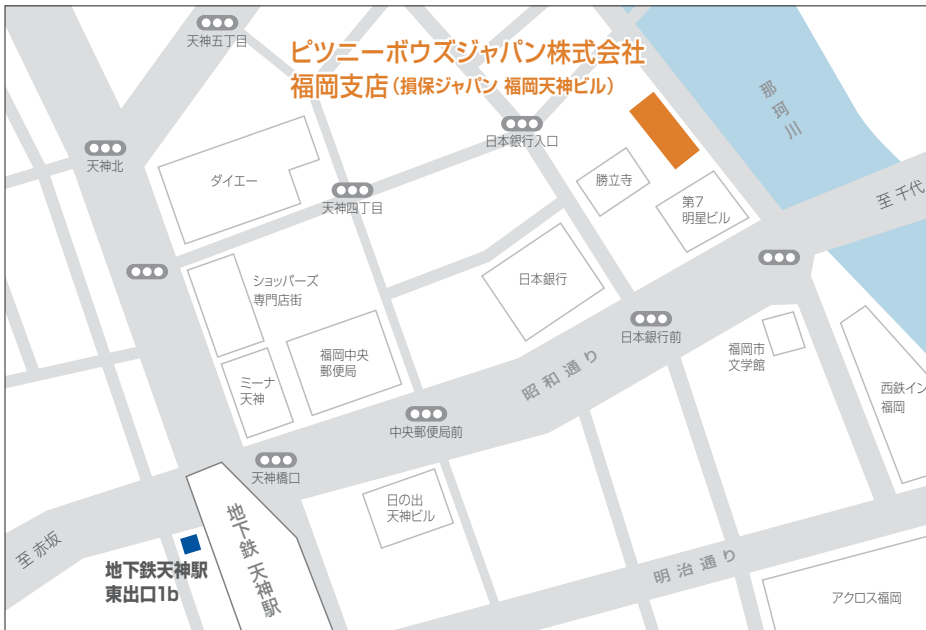 天神五丁目
ピツニーボウズジャパン株式会社
福岡支店(損保ジャパン 福岡天神ビル)
那珂川
日本銀行入口
天神北
ダイエー
勝立寺
天神四丁目
至 千代
第7
明星ビル
ショッパーズ
専門店街
日本銀行
日本銀行前
福岡中央
郵便局
昭和通り
福岡市
文学館
ミーナ
天神
西鉄イン
福岡
中央郵便局前
天神橋口
日の出
天神ビル
地下鉄 天神駅
至 赤坂
地下鉄天神駅
東出口1b
明治通り
アクロス福岡